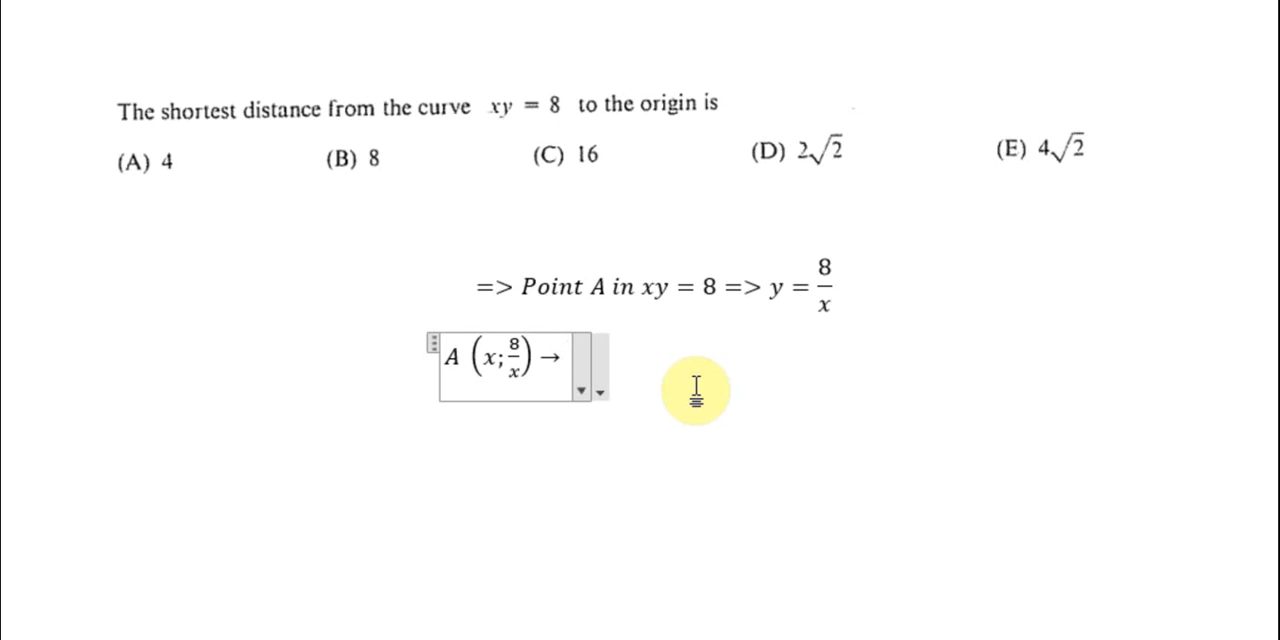 The shortest distance from the curve xy = 8 to the origin is
(A) 4 (B) 8 (C) 16 (D) 2√2 (E) 4√2
=> Point A in xy = 8 => y = 8/x
A (x; 8/x) →